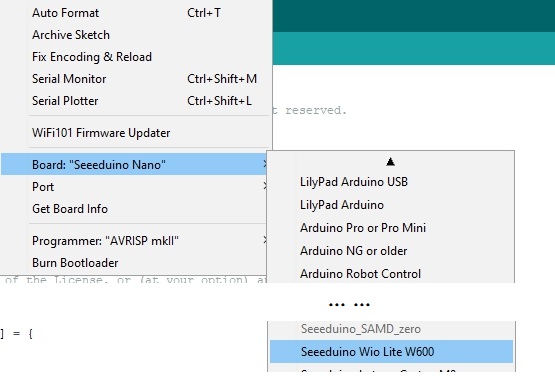 Auto Format Ctrl+T
Archive Sketch
Fix Encoding & Reload
Serial Monitor Ctrl+Shift+M
Serial Plotter Ctrl+Shift+L
t reserved.
WiFi101 Firmware Updater
Board: "Seeeduino Nano"
Port
Get Board Info
Programmer: "AVRISP mkII"
Burn Bootloader
LilyPad Arduino USB
LilyPad Arduino
Arduino Pro or Pro Mini
Arduino NG or older
Arduino Robot Control
of the License, or (at your option) a
... ...
] = {
Seeeduino_SAMD_zero
Seeeduino Wio Lite W600